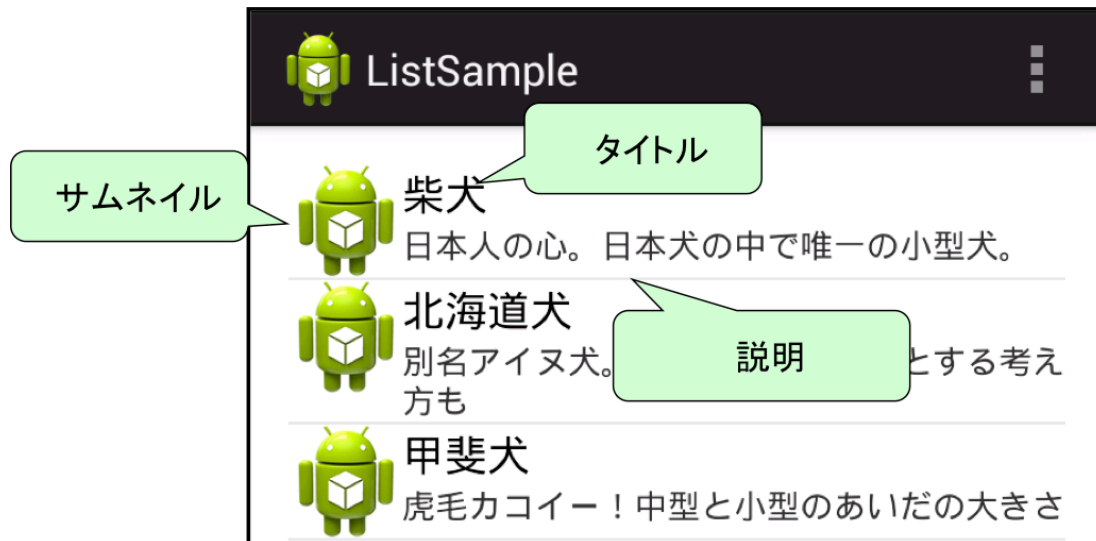 ListSample
タイトル
サムネイル
柴犬
日本人の心。日本犬の中で唯一の小型犬。
北海道犬
別名アイヌ犬。
説明
とする考え
方も
甲斐犬
虎毛カコイー！中型と小型のあいだの大きさ